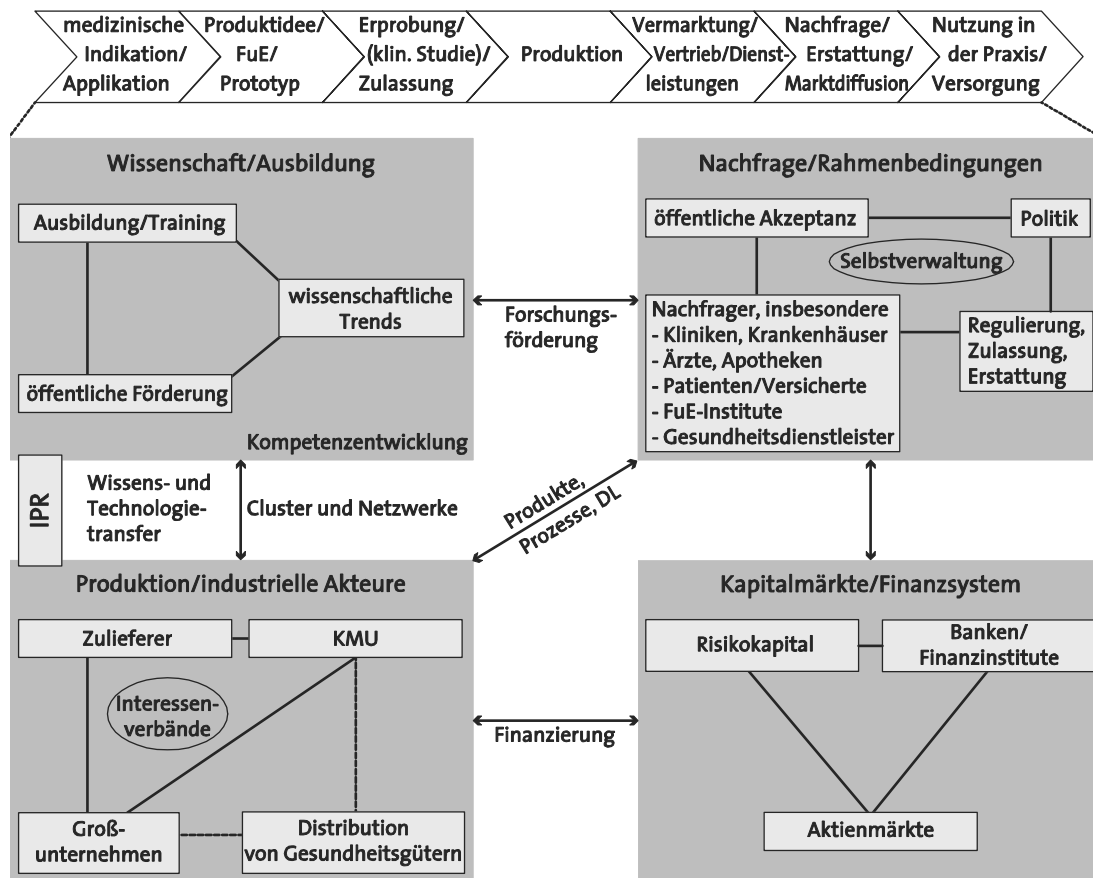 medizinische
Indikation/
Applikation
Produktidee/
FuE/
Prototyp
Erprobung/
(klin. Studie)/
Zulassung
Produktion
Vermarktung/
Vertrieb/Dienst-
leistungen
Nachfrage/
Erstattung/
Marktdiffusion
Nutzung in
der Praxis/
Versorgung
Wissenschaft/Ausbildung
Ausbildung/Training
wissenschaftliche
Trends
öffentliche Förderung
Kompetenzentwicklung
Forschungs-
förderung
Nachfrage/Rahmenbedingungen
öffentliche Akzeptanz
Politik
Selbstverwaltung
Nachfrager, insbesondere
- Kliniken, Krankenhäuser
- Ärzte, Apotheken
- Patienten/Versicherte
- FuE-Institute
- Gesundheitsdienstleister
Regulierung,
Zulassung,
Erstattung
IPR
Wissens- und
Technologie-
transfer
Cluster und Netzwerke
Produkte,
Prozesse, DL
Produktion/industrielle Akteure
Zulieferer
KMU
Interessen-
verbände
Groß-
unternehmen
Distribution
von Gesundheitsgütern
Finanzierung
Kapitalmärkte/Finanzsystem
Risikokapital
Banken/
Finanzinstitute
Aktienmärkte